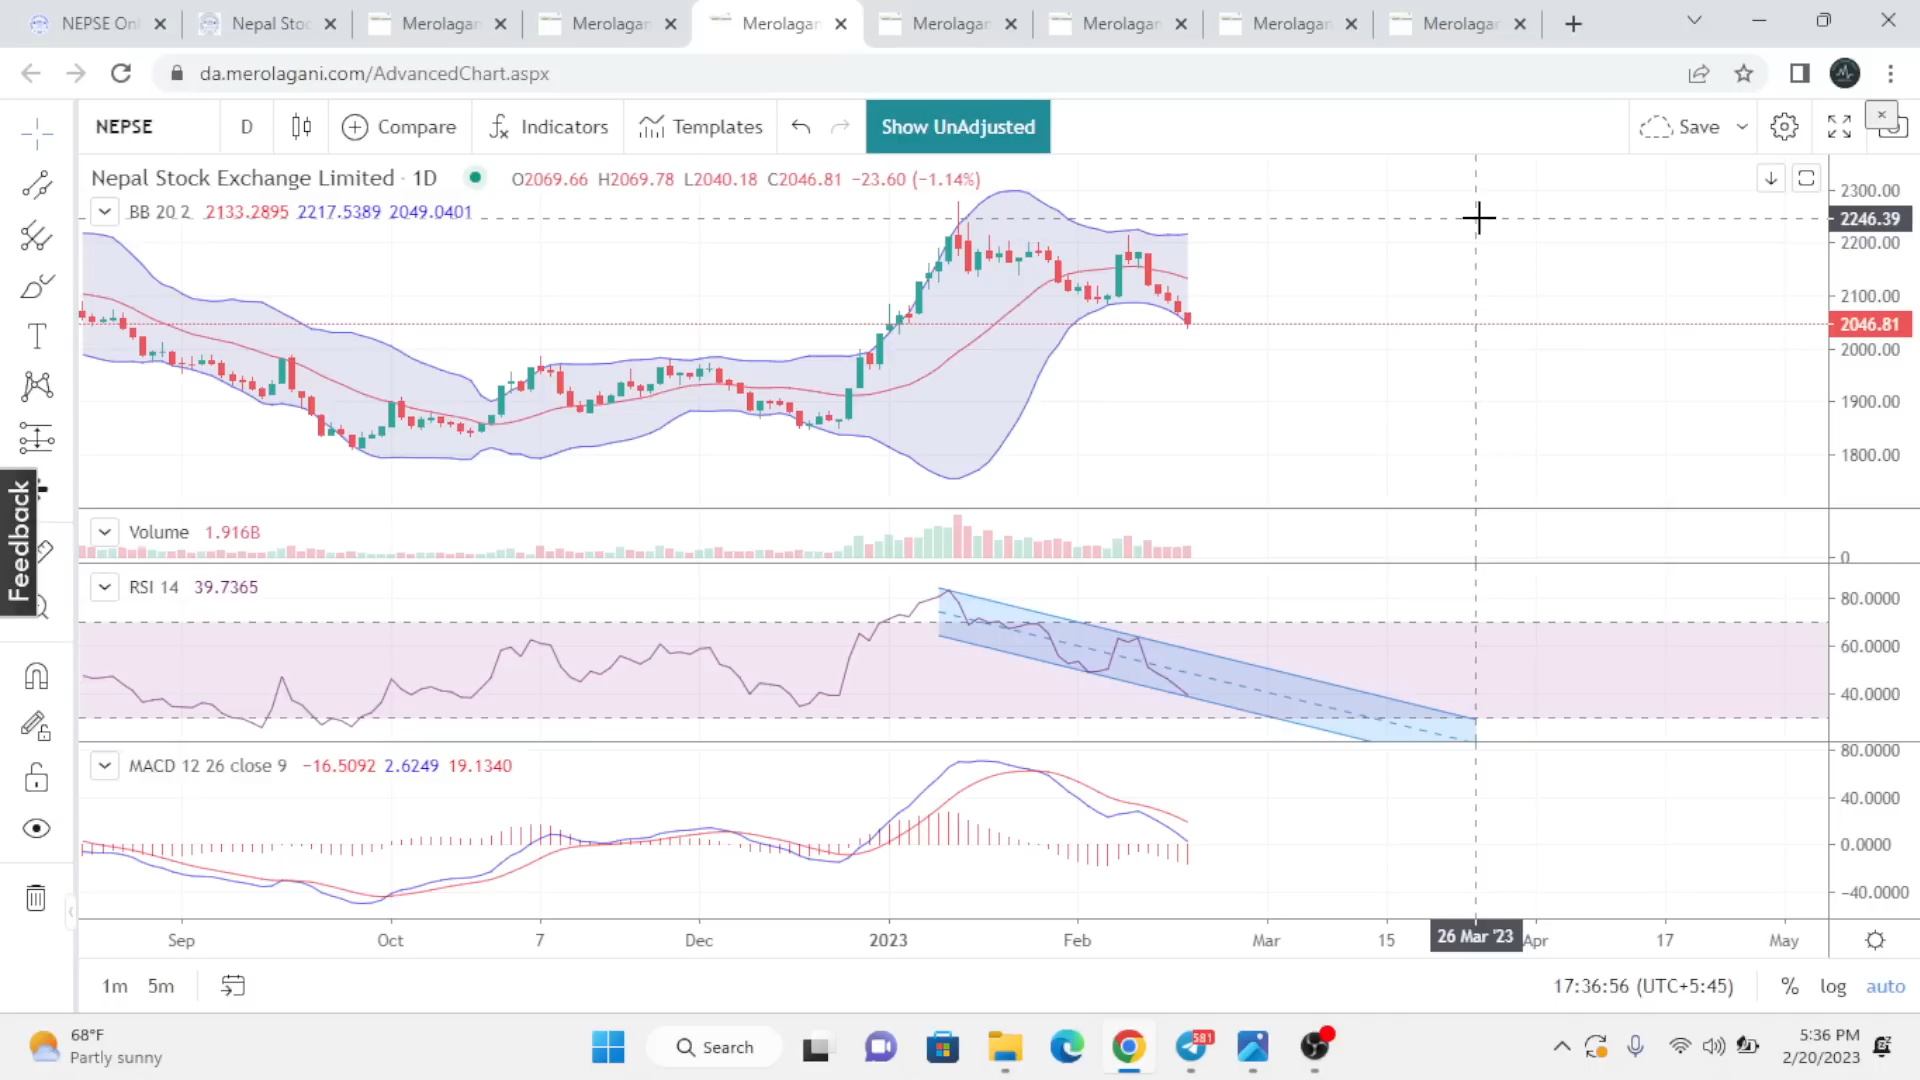 NEPSE Onl
Nepal Stoc
Merolagan
Merolagan
Merolagan
Merolagan
Merolagan
Merolagan
Merolagan
da.merolagani.com/AdvancedChart.aspx
NEPSE
D
Compare
Indicators
Templates
Show UnAdjusted
Save
Nepal Stock Exchange Limited · 1D
O2069.66 H2069.78 L2040.18 C2046.81 −23.60 (−1.14%)
BB 20 2 2133.2895 2217.5389 2049.0401
2300.00
2246.39
2200.00
2100.00
2046.81
2000.00
1900.00
1800.00
Feedback
Volume 1.916B
0
RSI 14 39.7365
80.0000
60.0000
40.0000
MACD 12 26 close 9 −16.5092 2.6249 19.1340
80.0000
40.0000
0.0000
−40.0000
Sep Oct 7 Dec 2023 Feb Mar 15 26 Mar '23 Apr 17 May
1m 5m
17:36:56 (UTC+5:45) % log auto
68°F
Partly sunny
Search
581
5:36 PM
2/20/2023